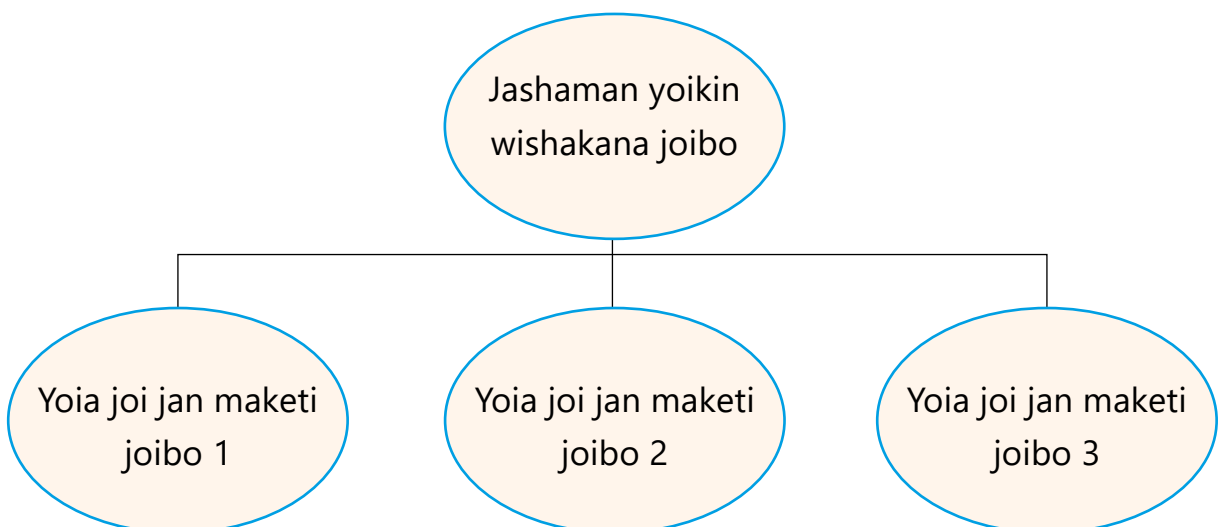 Jashaman yoikin
wishakana joibo
Yoia joi jan maketi
joibo 1
Yoia joi jan maketi
joibo 2
Yoia joi jan maketi
joibo 3